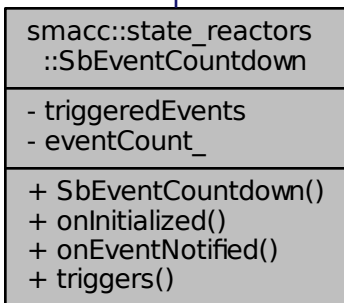 smacc::state_reactors
::SbEventCountdown
- triggeredEvents
- eventCount_
+ SbEventCountdown()
+ onInitialized()
+ onEventNotified()
+ triggers()